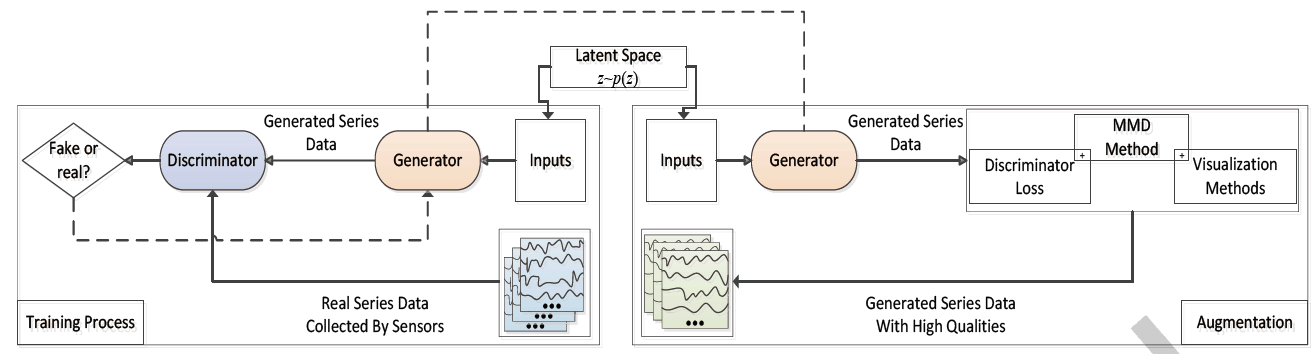 Latent Space
z~p(z)
Fake or
real?
Discriminator
Generated Series
Data
Generator
Inputs
Real Series Data
Collected By Sensors
Training Process
Inputs
Generator
Generated Series
Data
MMD
Method
+
+
Discriminator
Loss
Visualization
Methods
Generated Series Data
With High Qualities
Augmentation